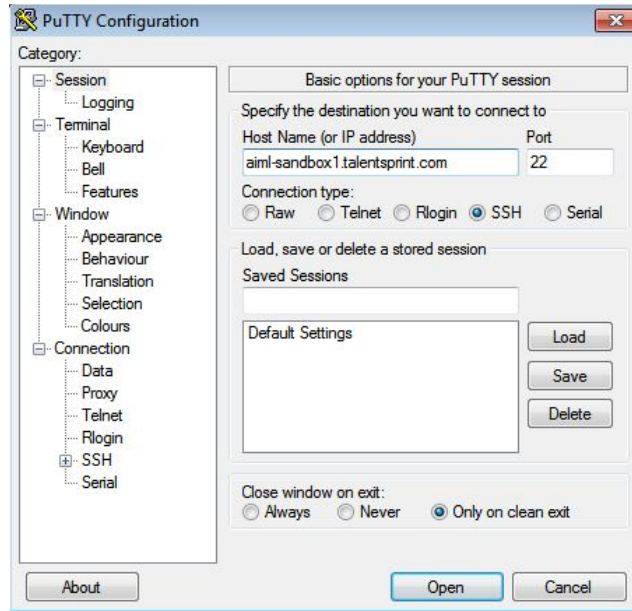 PuTTY Configuration
Category:
Session
Logging
Terminal
Keyboard
Bell
Features
Window
Appearance
Behaviour
Translation
Selection
Colours
Connection
Data
Proxy
Telnet
Rlogin
SSH
Serial
Basic options for your PuTTY session
Specify the destination you want to connect to
Host Name (or IP address) Port
aiml-sandbox1.talentsprint.com 22
Connection type:
Raw Telnet Rlogin SSH Serial
Load, save or delete a stored session
Saved Sessions
Default Settings
Load
Save
Delete
Close window on exit:
Always Never Only on clean exit
About Open Cancel